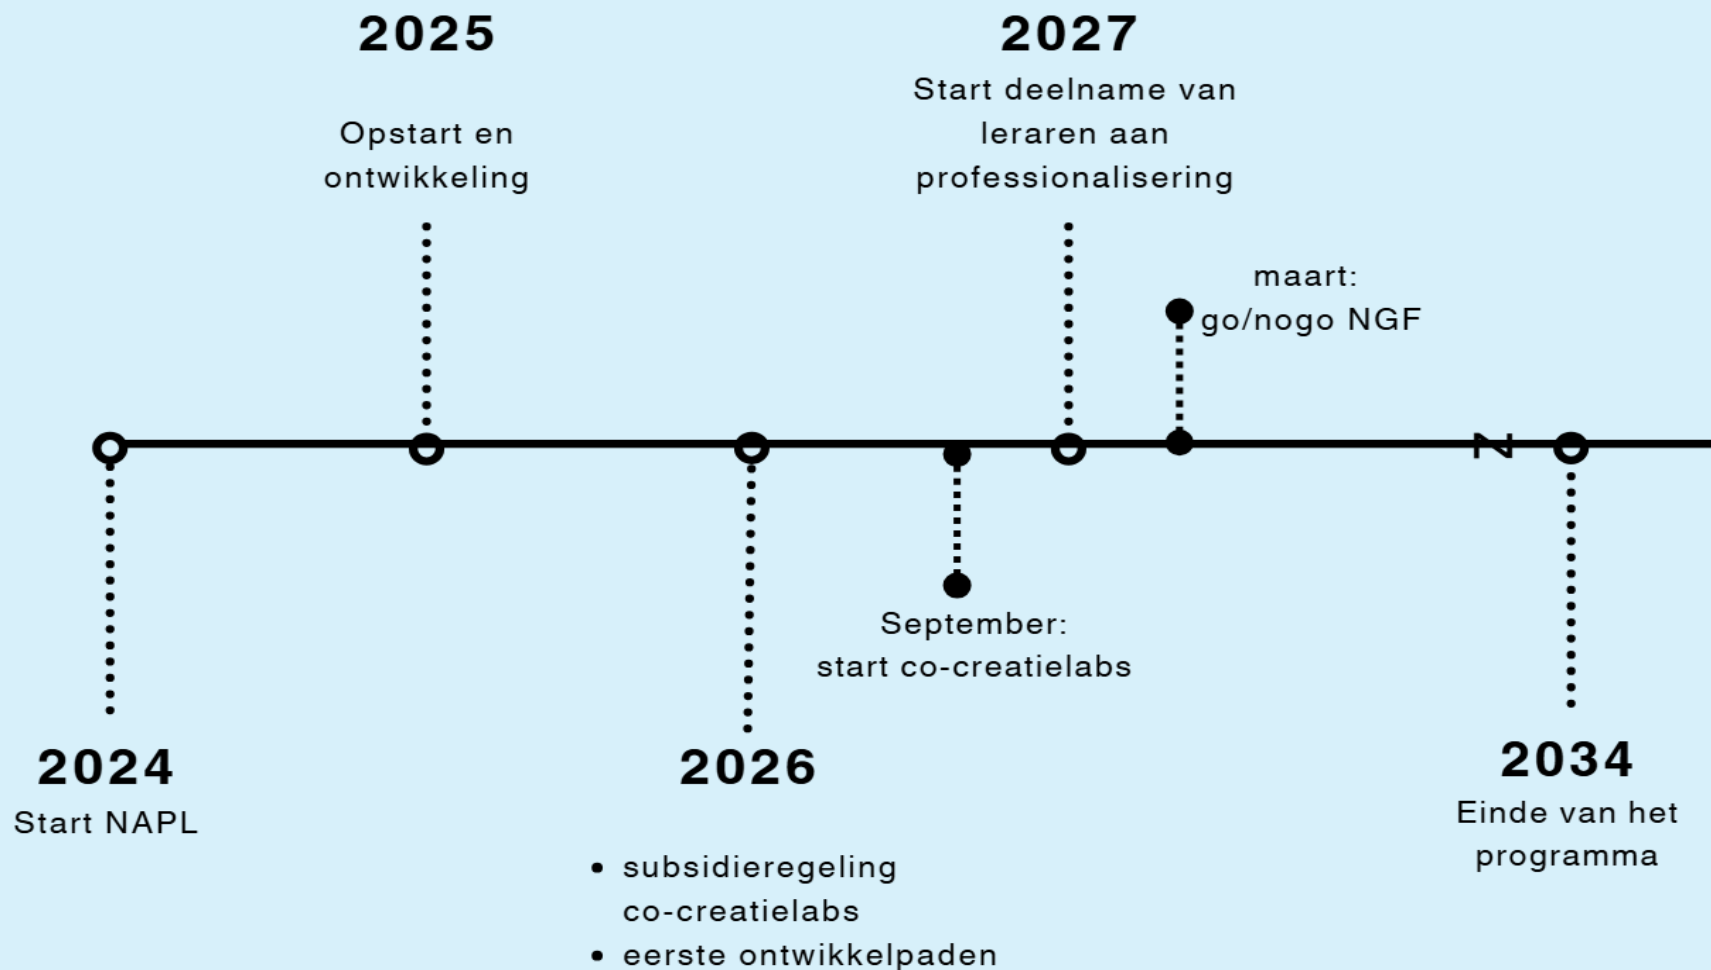 2025
Opstart en
ontwikkeling
2027
Start deelname van
leraren aan
professionalisering
maart:
go/nogo NGF
September:
start co-creatielabs
2024
Start NAPL
2026
• subsidieregeling
co-creatielabs
• eerste ontwikkelpaden
2034
Einde van het
programma